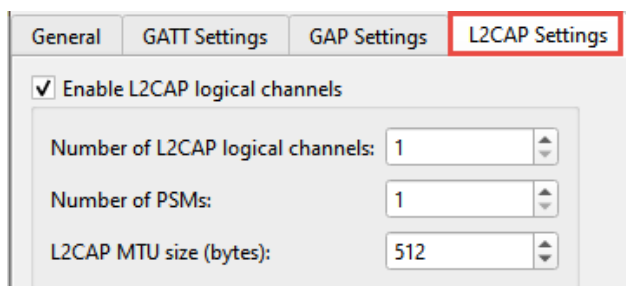 General GATT Settings GAP Settings L2CAP Settings
Enable L2CAP logical channels
Number of L2CAP logical channels: 1
Number of PSMs: 1
L2CAP MTU size (bytes): 512